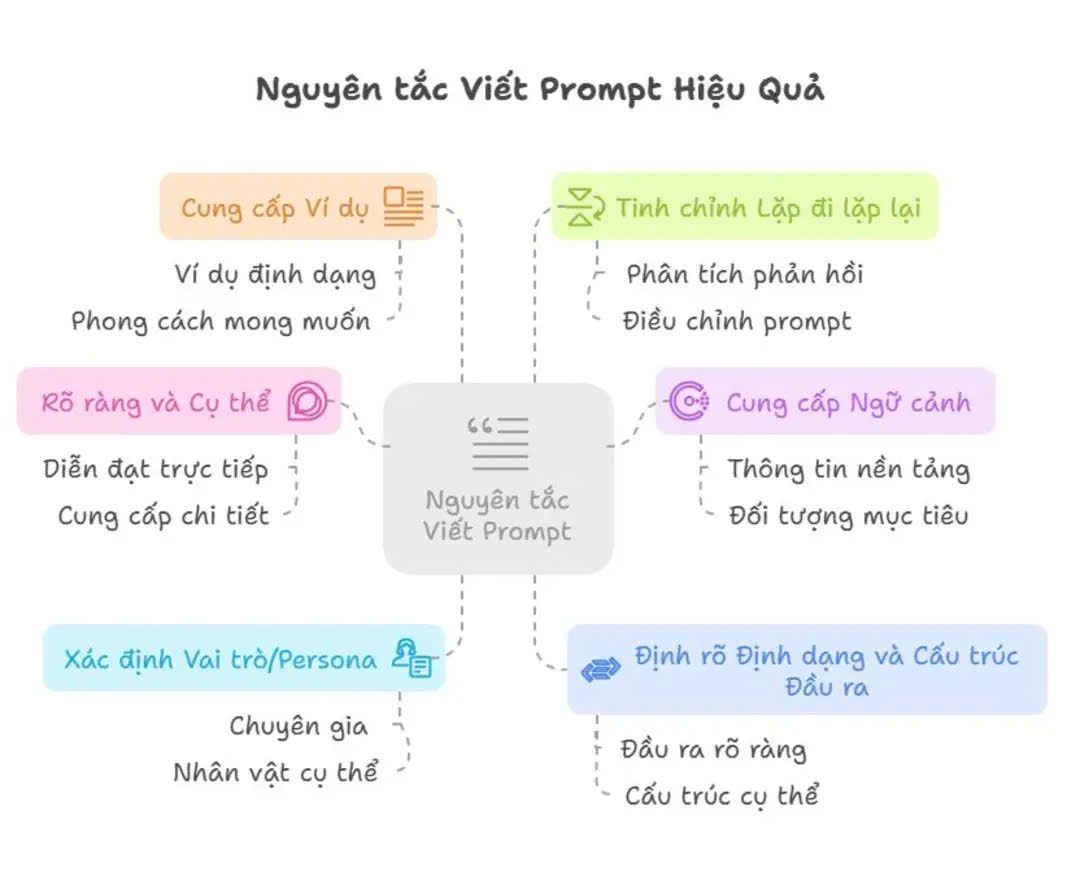 Nguyên tắc Viết Prompt Hiệu Quả
Cung cấp Ví dụ
Ví dụ định dạng
Phong cách mong muốn
Tinh chỉnh Lặp đi lặp lại
Phân tích phản hồi
Điều chỉnh prompt
Rõ ràng và Cụ thể
Diễn đạt trực tiếp
Cung cấp chi tiết
Cung cấp Ngữ cảnh
Thông tin nền tảng
Đối tượng mục tiêu
Nguyên tắc
Viết Prompt
Xác định Vai trò/Persona
Chuyên gia
Nhân vật cụ thể
Định rõ Định dạng và Cấu trúc
Đầu ra
Đầu ra rõ ràng
Cấu trúc cụ thể